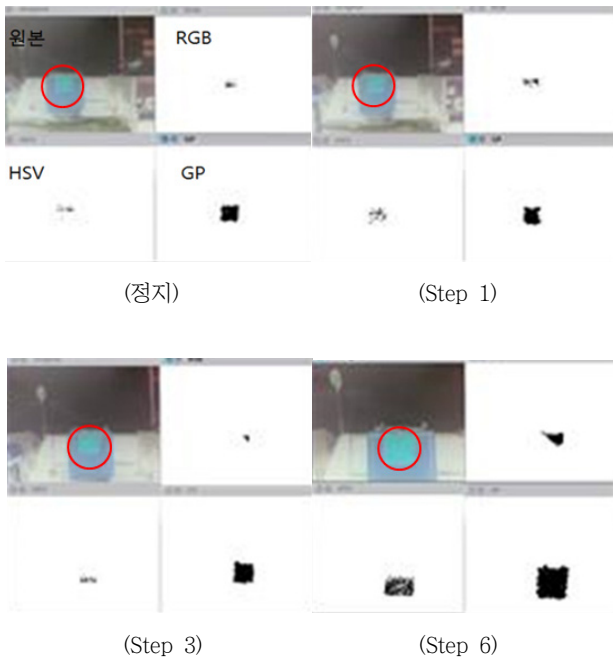 원본
RGB
HSV
GP
(정지)
(Step 1)
(Step 3)
(Step 6)